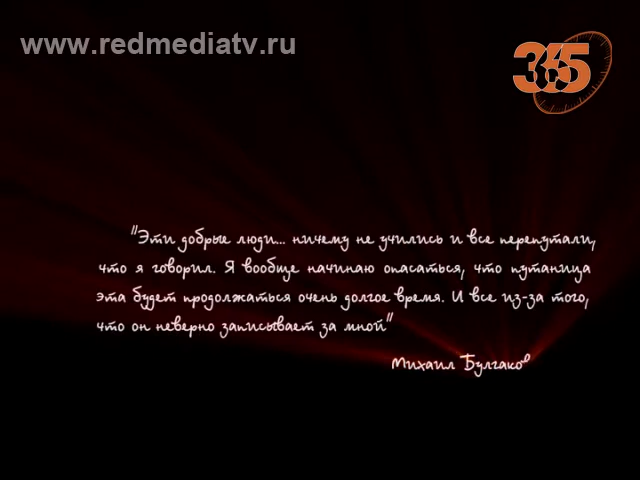 www.redmediatv.ru
365
"Эти добрые люди... ничему не учились и все перепутали,
что я говорил. Я вообще начинаю опасаться, что путаница
эта будет продолжаться очень долгое время. И все из-за того,
что он неверно записывает за мной"
Михаил Булгаков